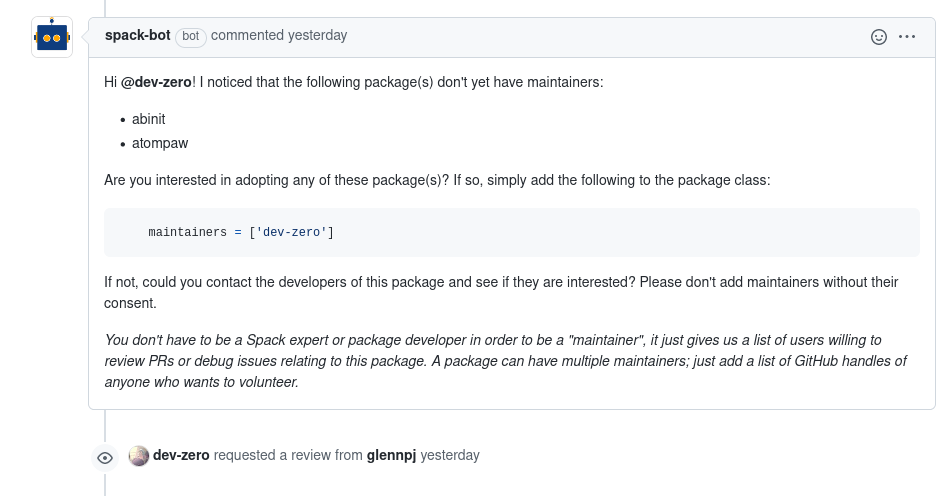 spack-bot bot commented yesterday
Hi @dev-zero! I noticed that the following package(s) don't yet have maintainers:
• abinit
• atompaw
Are you interested in adopting any of these package(s)? If so, simply add the following to the package class:
maintainers = ['dev-zero']
If not, could you contact the developers of this package and see if they are interested? Please don't add maintainers without their
consent.
You don't have to be a Spack expert or package developer in order to be a "maintainer", it just gives us a list of users willing to
review PRs or debug issues relating to this package. A package can have multiple maintainers; just add a list of GitHub handles of
anyone who wants to volunteer.
dev-zero requested a review from glennpj yesterday